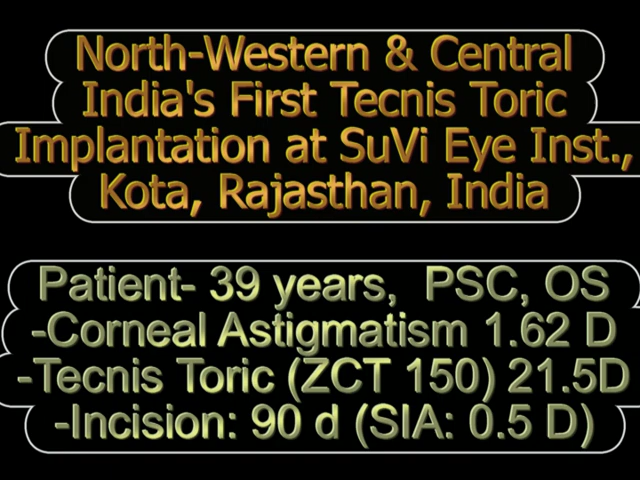 North-Western & Central
India's First Tecnis Toric
Implantation at SuVi Eye Inst.,
Kota, Rajasthan, India
Patient- 39 years, PSC, OS
-Corneal Astigmatism 1.62 D
-Tecnis Toric (ZCT 150) 21.5D
-Incision: 90 d (SIA: 0.5 D)